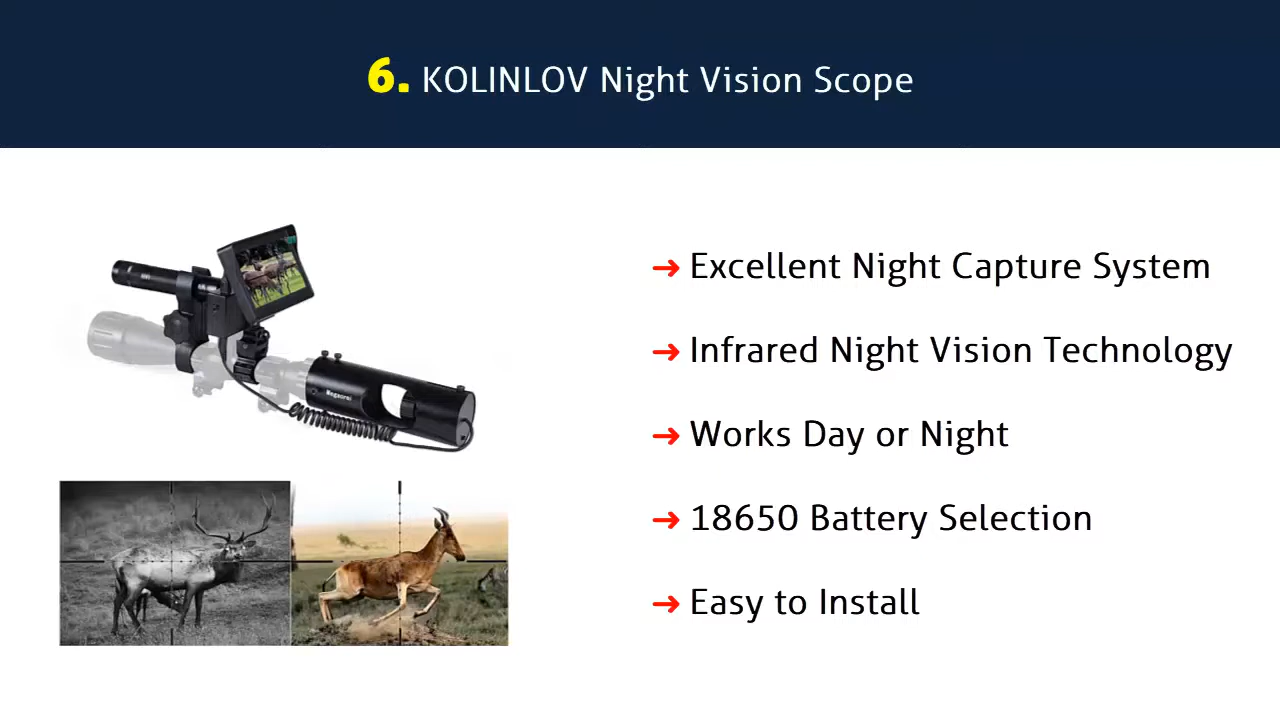 6. KOLINLOV Night Vision Scope
➜ Excellent Night Capture System
➜ Infrared Night Vision Technology
➜ Works Day or Night
➜ 18650 Battery Selection
➜ Easy to Install
Megaorei